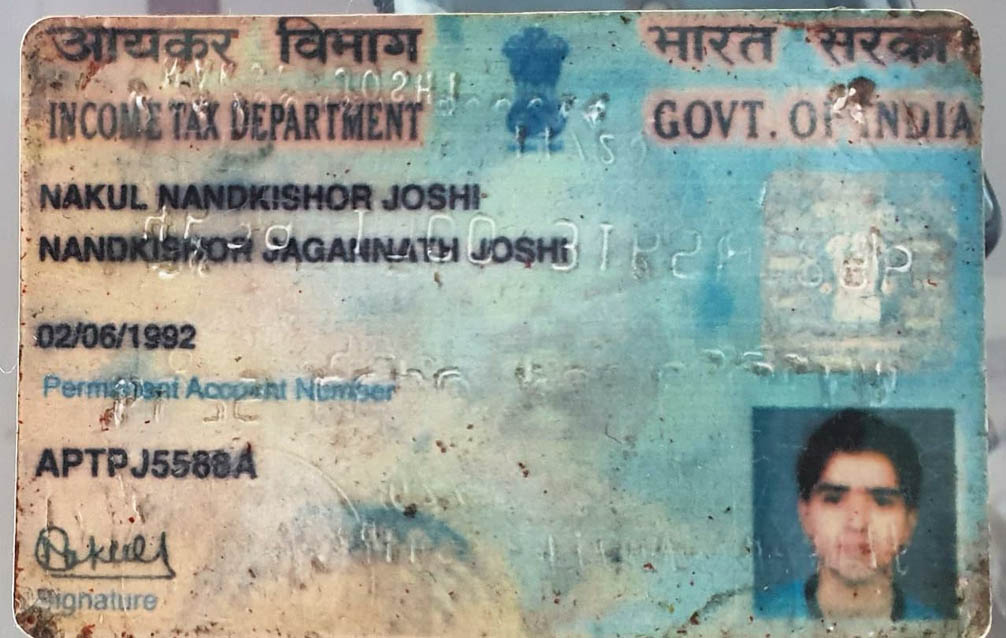 आयकर विभाग
भारत सरका
INCOME TAX DEPARTMENT
GOVT. OF INDIA
NAKUL NANDKISHOR JOSHI
NANDKISHOR JAGANNATH JOSHI
02/06/1992
Permanent Account Number
APTPJ5588A
Nakul
Signature